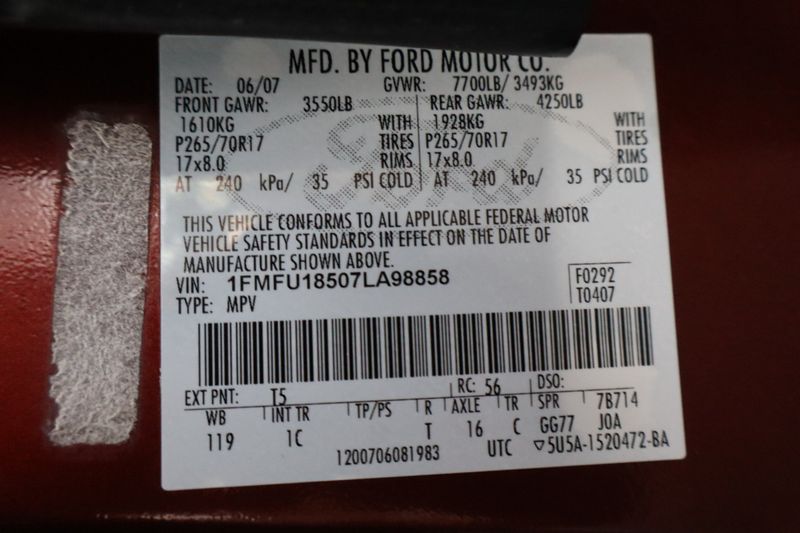 MFD. BY FORD MOTOR CO.
DATE: 06/07 GVWR: 7700LB/ 3493KG
FRONT GAWR: 3550LB REAR GAWR: 4250LB
1610KG WITH 1928KG WITH
P265/70R17 TIRES P265/70R17 TIRES
17x8.0 RIMS 17x8.0 RIMS
AT 240 kPa/ 35 PSI COLD AT 240 kPa/ 35 PSI COLD
THIS VEHICLE CONFORMS TO ALL APPLICABLE FEDERAL MOTOR
VEHICLE SAFETY STANDARDS IN EFFECT ON THE DATE OF
MANUFACTURE SHOWN ABOVE.
VIN: 1FMFU18507LA98858 F0292
TYPE: MPV T0407
EXT PNT: T5 RC: 56 DSO:
WB INT TR TP/PS R AXLE TR SPR 7B714
119 1C T 16 C GG77 JOA
1200706081983 UTC ▽5U5A-1520472-BA
Ford